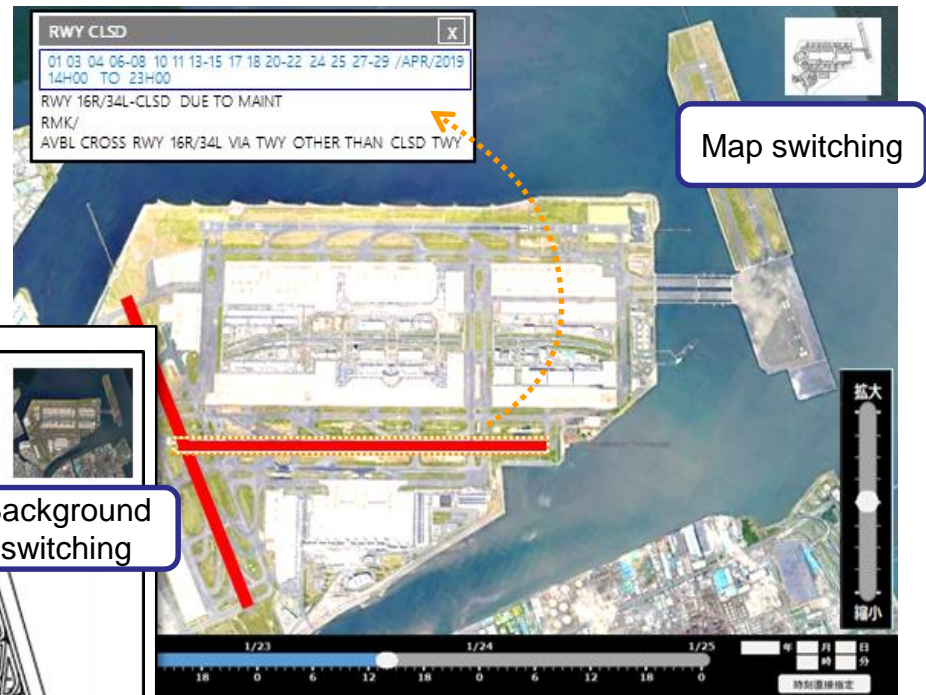 RWY CLSD
X
01 03 04 06-08 10 11 13-15 17 18 20-22 24 25 27-29 /APR/2019
14H00 TO 23H00
RWY 16R/34L-CLSD DUE TO MAINT
RMK/
AVBL CROSS RWY 16R/34L VIA TWY OTHER THAN CLSD TWY
Map switching
拡大
縮小
Background
switching
1/23
1/24
1/25
18 0 6 12 18 0 6 12 18 0
年 月 日
時 分
時刻直接指定